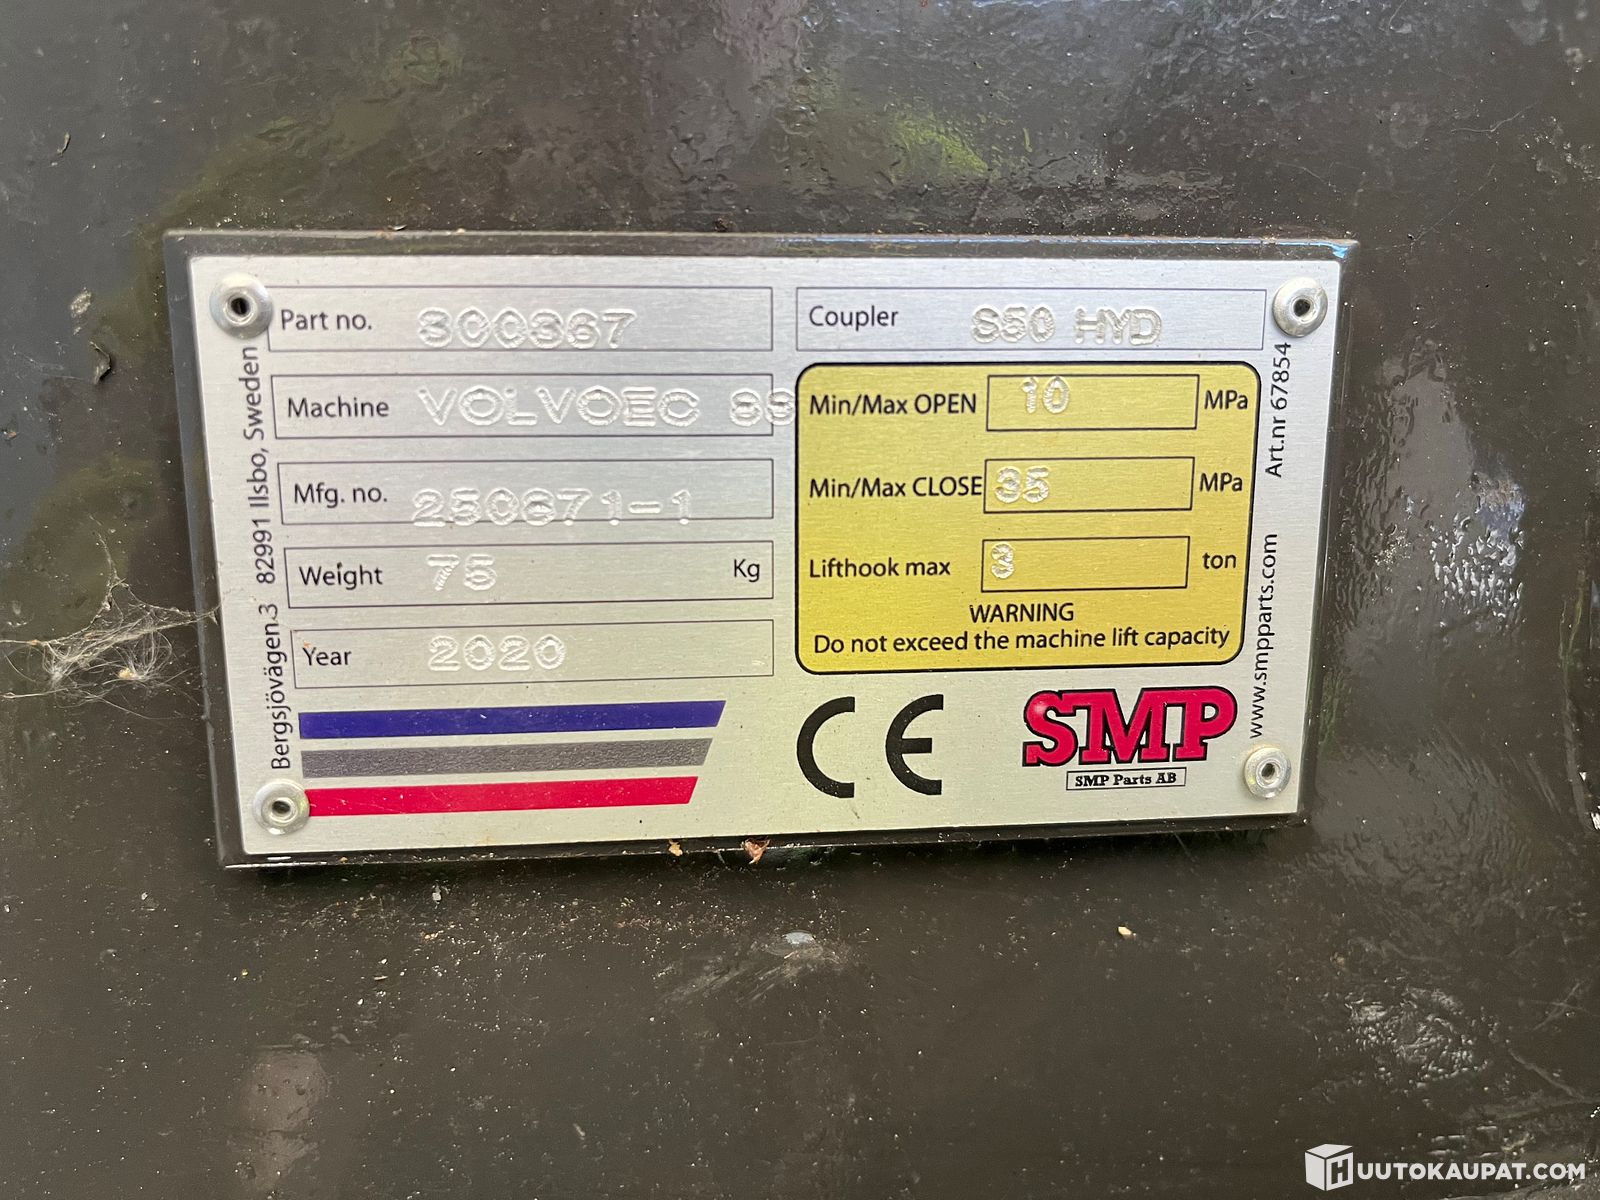 Part no. 300367
Machine VOLVOEC 88
Mfg. no. 250671-1
Weight 75 Kg
Year 2020
Coupler S50 HYD
Min/Max OPEN 10 MPa
Min/Max CLOSE 35 MPa
Lifthook max 3 ton
WARNING
Do not exceed the machine lift capacity
CE
SMP
SMP Parts AB
Bergsjövägen.3 82991 Ilsbo, Sweden
www.smpparts.com Art.nr 67854
HUUTOKAUPAT.COM